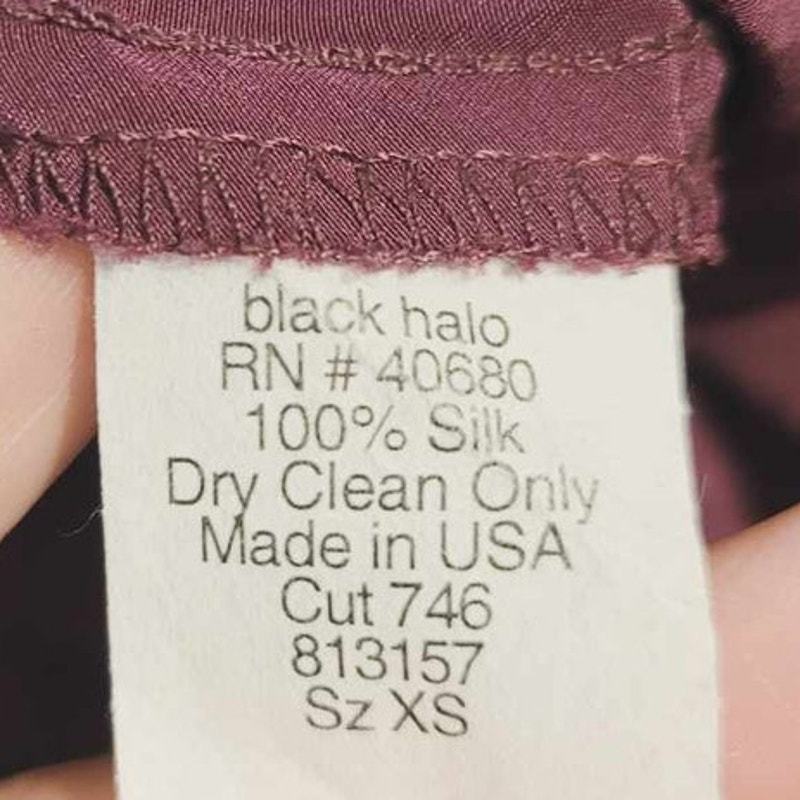 black halo
RN # 40680
100% Silk
Dry Clean Only
Made in USA
Cut 746
813157
Sz XS